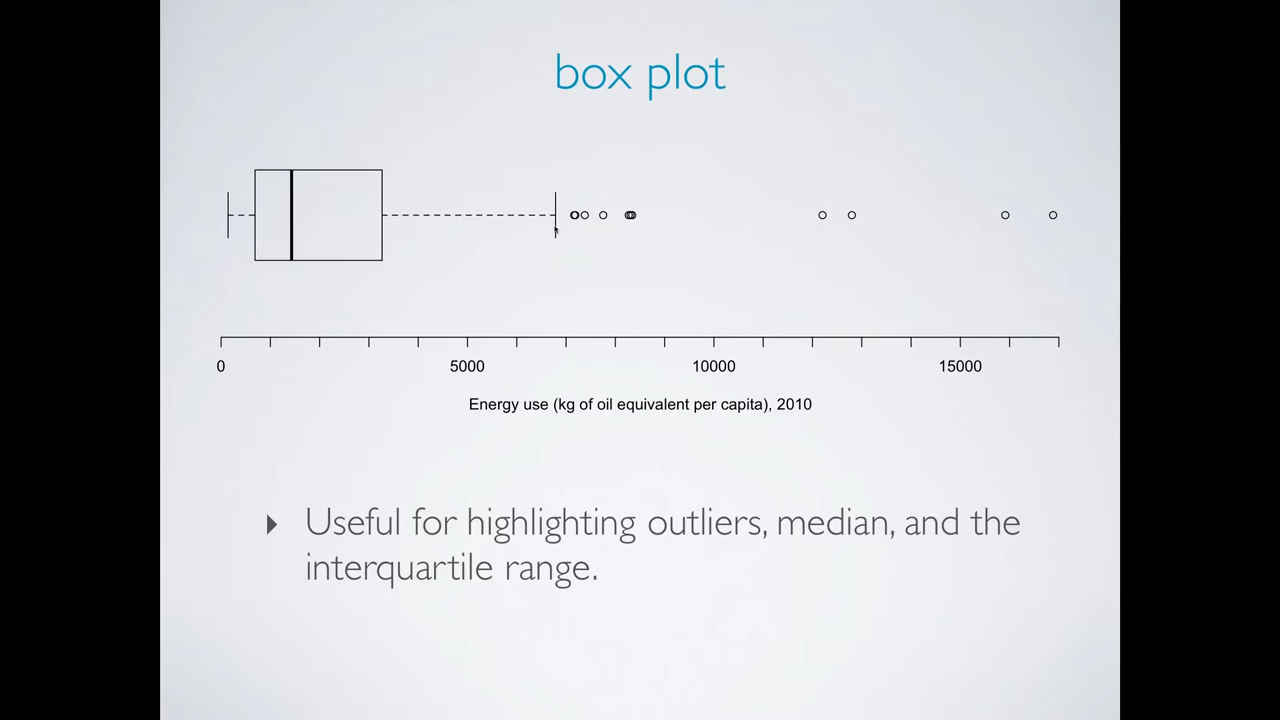 box plot
0 5000 10000 15000
Energy use (kg of oil equivalent per capita), 2010
Useful for highlighting outliers, median, and the
interquartile range.